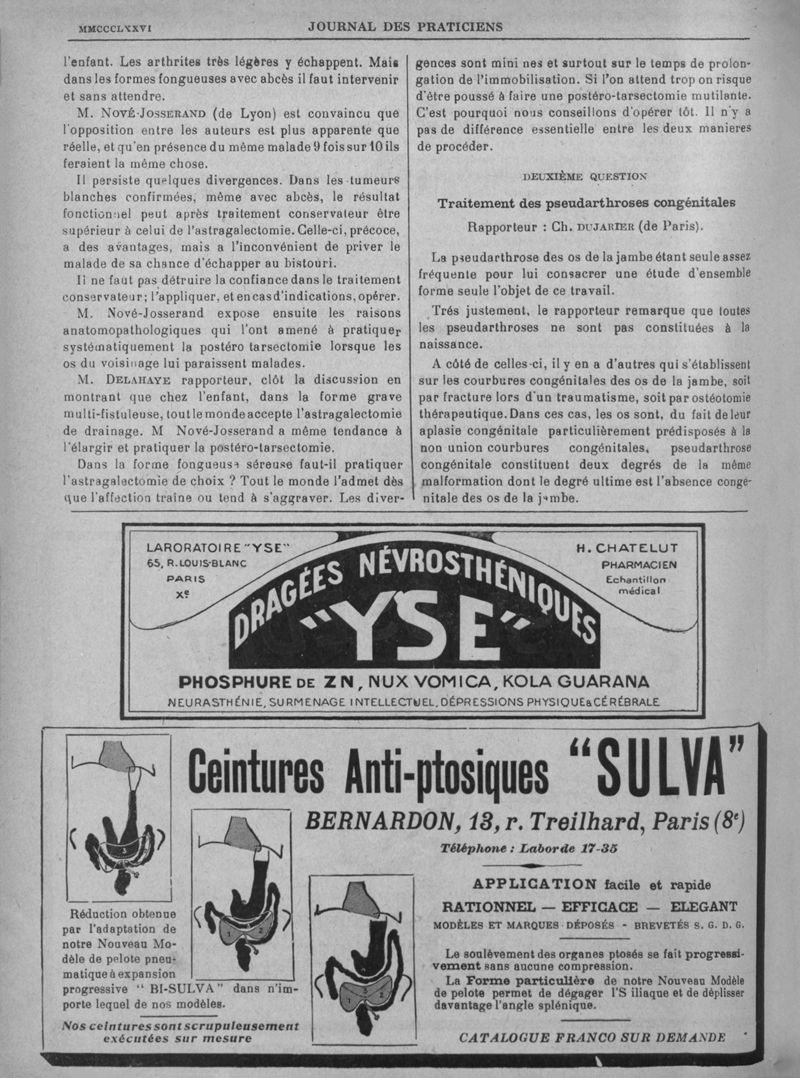 MMCCCLXXVI
JOURNAL DES PRATICIENS
l'enfant. Les arthrites très légères y échappent. Mais
dans les formes fongueuses avec abcès il faut intervenir
et sans attendre.
M. NOVÉ-JOSSERAND (de Lyon) est convaincu que
l'opposition entre les auteurs est plus apparente que
réelle, et qu'en présence du même malade 9 fois sur 10 ils
feraient la même chose.
Il persiste quelques divergences. Dans les tumeurs
blanches confirmées, même avec abcès, le résultat
fonctionnel peut après traitement conservateur être
supérieur à celui de l'astragalectomie. Celle-ci, précoce,
a des avantages, mais a l'inconvénient de priver le
malade de sa chance d'échapper au bistouri.
Il ne faut pas détruire la confiance dans le traitement
conservateur; l'appliquer, et en cas d'indications, opérer.
M. Nové-Josserand expose ensuite les raisons
anatomopathologiques qui l'ont amené à pratiquer
systématiquement la postéro tarsectomie lorsque les
os du voisinage lui paraissent malades.
M. DELAHAYE rapporteur, clôt la discussion en
montrant que chez l'enfant, dans la forme grave
multi-fistuleuse, tout le monde accepte l'astragalectomie
de drainage. M Nové-Josserand a même tendance à
l'élargir et pratiquer la postéro-tarsectomie.
Dans la forme fongueuse séreuse faut-il pratiquer
l'astragalectomie de choix ? Tout le monde l'admet dès
que l'affection traîne ou tend à s'aggraver. Les diver-
gences sont minimes et surtout sur le temps de prolon-
gation de l'immobilisation. Si l'on attend trop on risque
d'être poussé à faire une postéro-tarsectomie mutilante.
C'est pourquoi nous conseillons d'opérer tôt. Il n'y a
pas de différence essentielle entre les deux manieres
de procéder.
DEUXIÈME QUESTION
Traitement des pseudarthroses congénitales
Rapporteur : Ch. DUJARIER (de Paris).
La pseudarthrose des os de la jambe étant seule assez
fréquente pour lui consacrer une étude d'ensemble
forme seule l'objet de ce travail.
Trés justement, le rapporteur remarque que toutes
les pseudarthroses ne sont pas constituées à la
naissance.
A côté de celles-ci, il y en a d'autres qui s'établissent
sur les courbures congénitales des os de la jambe, soit
par fracture lors d'un traumatisme, soit par ostéotomie
thérapeutique. Dans ces cas, les os sont, du fait de leur
aplasie congénitale particulièrement prédisposés à la
non union courbures congénitales, pseudarthrose
congénitale constituent deux degrés de la même
malformation dont le degré ultime est l'absence congé-
nitale des os de la jambe.
LARORATOIRE "YSE"
65, R. LOUIS-BLANC
PARIS
Xe
H. CHATELUT
PHARMACIEN
Echantillon
médical
DRAGÉES NÉVROSTHÉNIQUES
"YSE"
PHOSPHURE DE ZN, NUX VOMICA, KOLA GUARANA
NEURASTHÉNIE, SURMENAGE INTELLECTUEL, DÉPRESSIONS PHYSIQUE & CÉRÉBRALE
Ceintures Anti-ptosiques "SULVA"
BERNARDON, 13, r. Treilhard, Paris (8e)
Téléphone : Laborde 17-35
APPLICATION facile et rapide
RATIONNEL — EFFICACE — ELEGANT
MODÈLES ET MARQUES DÉPOSÉS - BREVETÉS S. G. D. G.
Le soulèvement des organes ptosés se fait progressi-
vement sans aucune compression.
La Forme particulière de notre Nouveau Modèle
de pelote permet de dégager l'S iliaque et de déplisser
davantage l'angle splénique.
CATALOGUE FRANCO SUR DEMANDE
3
1 2
3
1 2
Réduction obtenue
par l'adaptation de
notre Nouveau Mo-
dèle de pelote pneu-
matique à expansion
progressive " BI-SULVA " dans n'im-
porte lequel de nos modèles.
Nos ceintures sont scrupuleusement
exécutées sur mesure